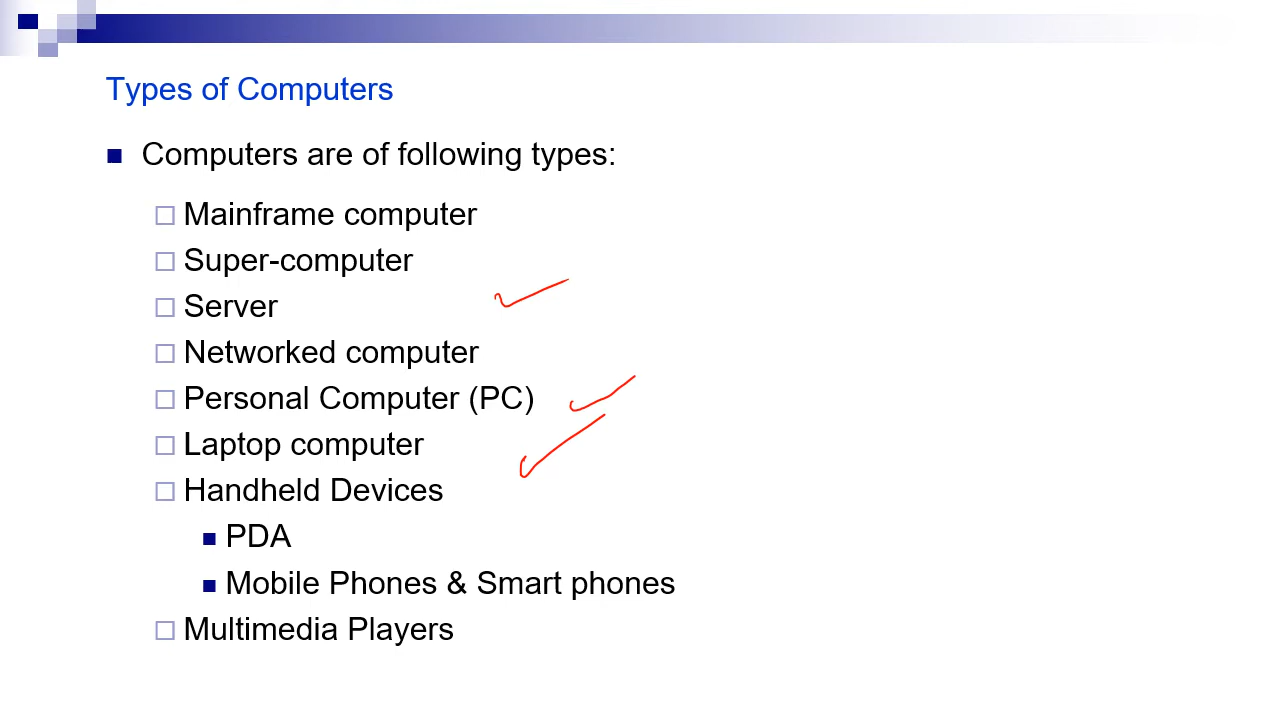 Types of Computers
Computers are of following types:
Mainframe computer
Super-computer
Server
Networked computer
Personal Computer (PC)
Laptop computer
Handheld Devices
PDA
Mobile Phones & Smart phones
Multimedia Players